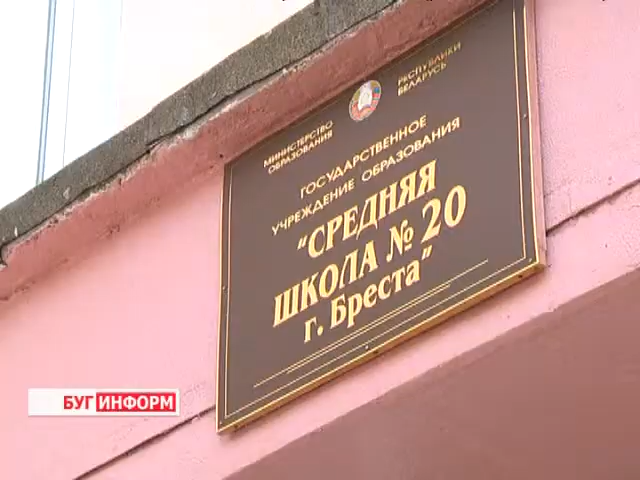 МИНИСТЕРСТВО
ОБРАЗОВАНИЯ
РЕСПУБЛИКИ
БЕЛАРУСЬ
ГОСУДАРСТВЕННОЕ
УЧРЕЖДЕНИЕ ОБРАЗОВАНИЯ
"СРЕДНЯЯ
ШКОЛА № 20
г. Бреста"
БУГИНФОРМ